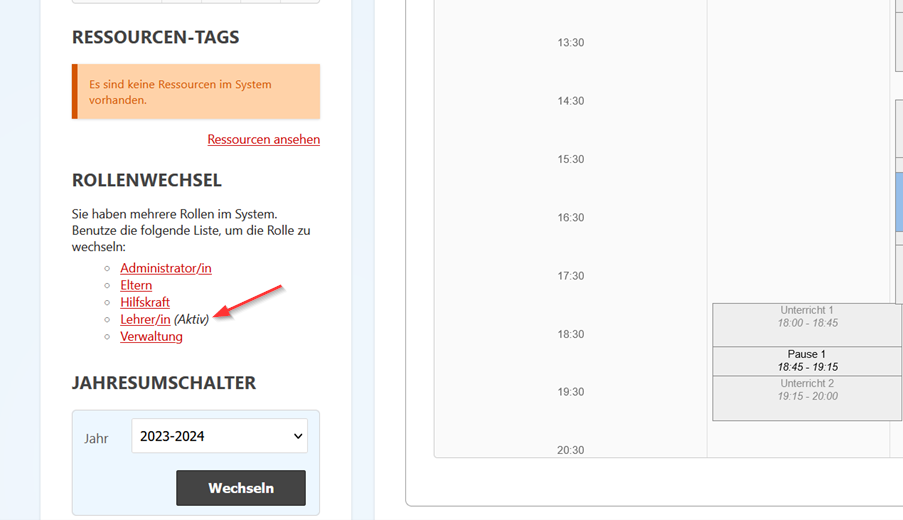 RESSOURCEN-TAGS
Es sind keine Ressourcen im System
vorhanden.
Ressourcen ansehen
ROLLENWECHSEL
Sie haben mehrere Rollen im System.
Benutze die folgende Liste, um die Rolle zu
wechseln:
Administrator/in
Eltern
Hilfskraft
Lehrer/in (Aktiv)
Verwaltung
JAHRESUMSCHALTER
Jahr
2023-2024
Wechseln
13:30
14:30
15:30
16:30
17:30
18:30
19:30
20:30
Unterricht 1
18:00 - 18:45
Pause 1
18:45 - 19:15
Unterricht 2
19:15 - 20:00